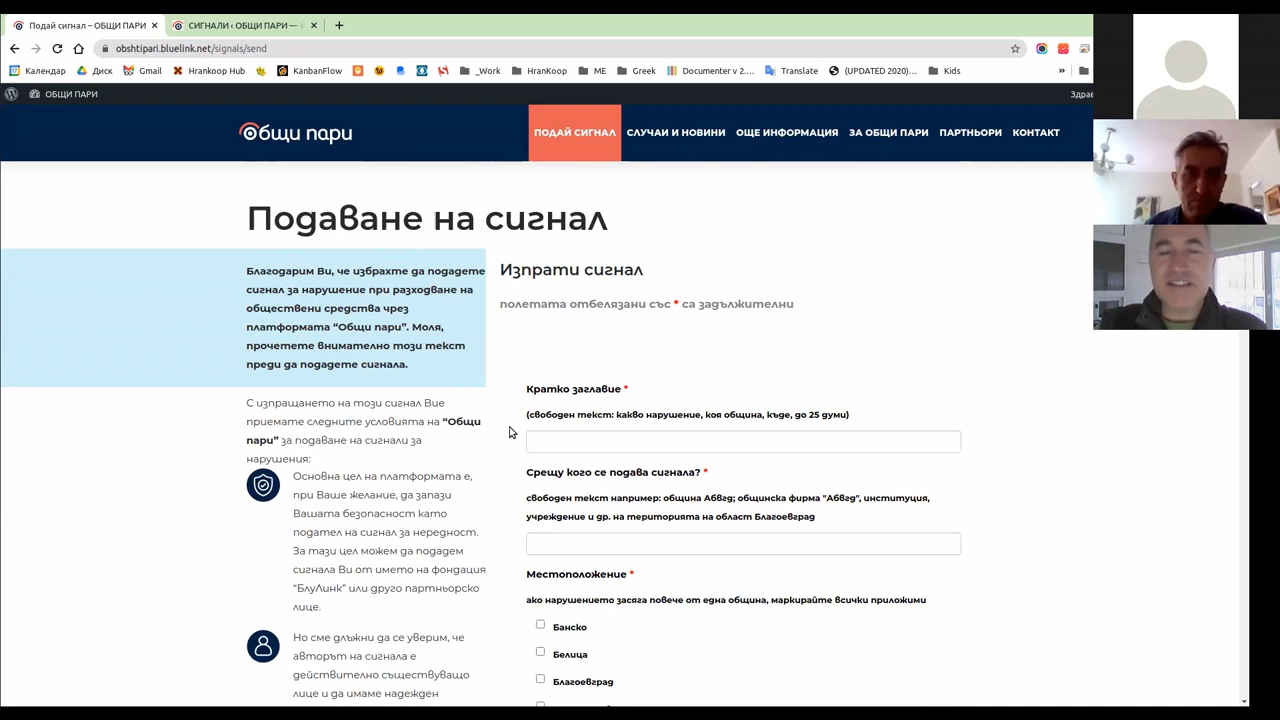 Подай сигнал – ОБЩИ ПАРИ
СИГНАЛИ ‹ ОБЩИ ПАРИ —
obshtipari.bluelink.net/signals/send
Календар
Диск
Gmail
Hrankoop Hub
KanbanFlow
_Work
HranKoop
ME
Greek
Documenter v 2....
Translate
(UPDATED 2020)...
Kids
ОБЩИ ПАРИ
Здрав
Общи пари
ПОДАЙ СИГНАЛ
СЛУЧАИ И НОВИНИ
ОЩЕ ИНФОРМАЦИЯ
ЗА ОБЩИ ПАРИ
ПАРТНЬОРИ
КОНТАКТ
Подаване на сигнал
Благодарим Ви, че избрахте да подадете
сигнал за нарушение при разходване на
обществени средства чрез
платформата “Общи пари”. Моля,
прочетете внимателно този текст
преди да подадете сигнала.
С изпращането на този сигнал Вие
приемате следните условията на “Общи
пари” за подаване на сигнали за
нарушения:
Основна цел на платформата е,
при Ваше желание, да запази
Вашата безопасност като
подател на сигнал за нередност.
За тази цел можем да подадем
сигнала Ви от името на фондация
“БлуЛинк” или друго партньорско
лице.
Но сме длъжни да се уверим, че
авторът на сигнала е
действително съществуващо
лице и да имаме надежден
Изпрати сигнал
полетата отбелязани със * са задължителни
Кратко заглавие *
(свободен текст: какво нарушение, коя община, къде, до 25 думи)
Срещу кого се подава сигнала? *
свободен текст например: община Абвгд; общинска фирма "Абвгд", институция,
учреждение и др. на територията на област Благоевград
Местоположение *
ако нарушението засяга повече от една община, маркирайте всички приложими
Банско
Белица
Благоевград